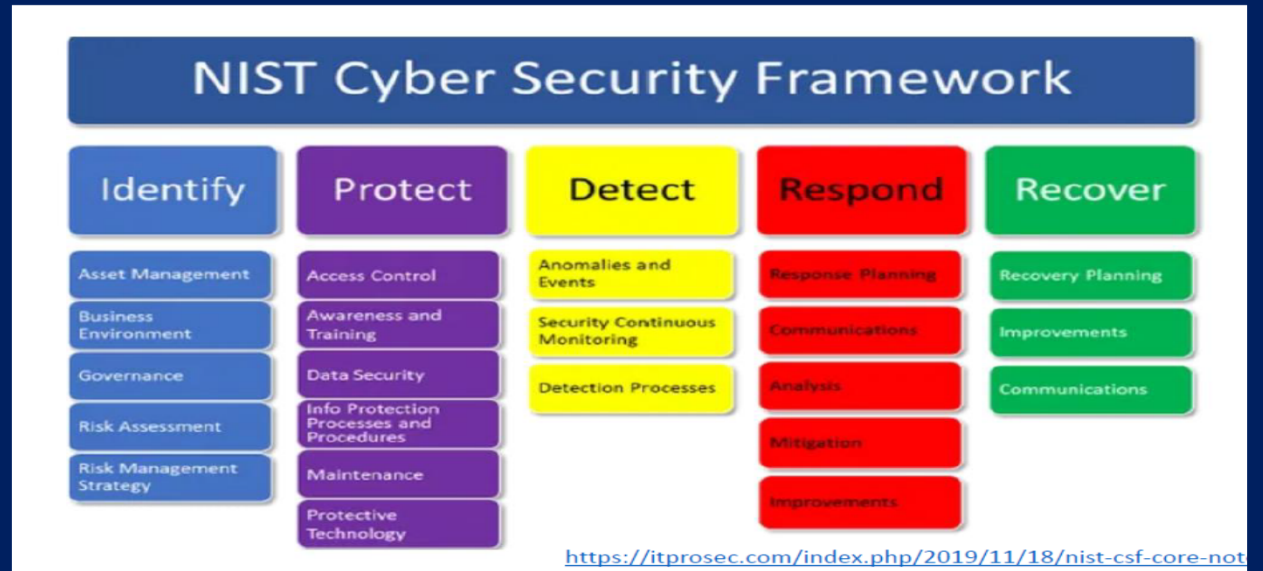 NIST Cyber Security Framework
Identify
Asset Management
Business
Environment
Governance
Risk Assessment
Risk Management
Strategy
Protect
Access Control
Awareness and
Training
Data Security
Info Protection
Processes and
Procedures
Maintenance
Protective
Technology
Detect
Anomalies and
Events
Security Continuous
Monitoring
Detection Processes
Respond
Response Planning
Communications
Analysis
Mitigation
Improvements
Recover
Recovery Planning
Improvements
Communications
https://itprosec.com/index.php/2019/11/18/nist-csf-core-not